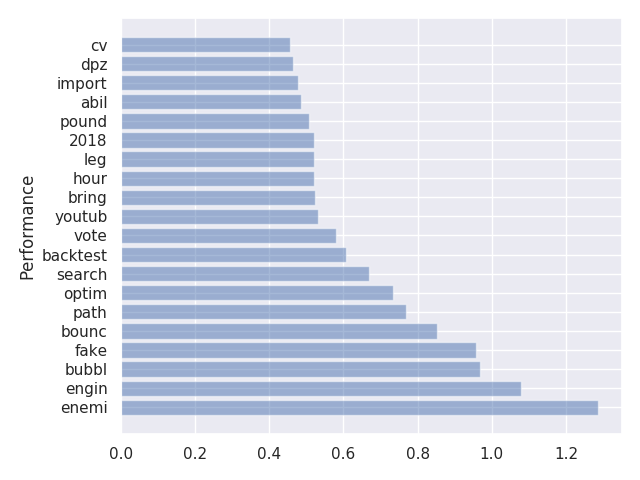 cv
dpz
import
abil
pound
2018
leg
hour
bring
youtub
vote
backtest
search
optim
path
bounc
fake
bubbl
engin
enemi
Performance
0.0 0.2 0.4 0.6 0.8 1.0 1.2